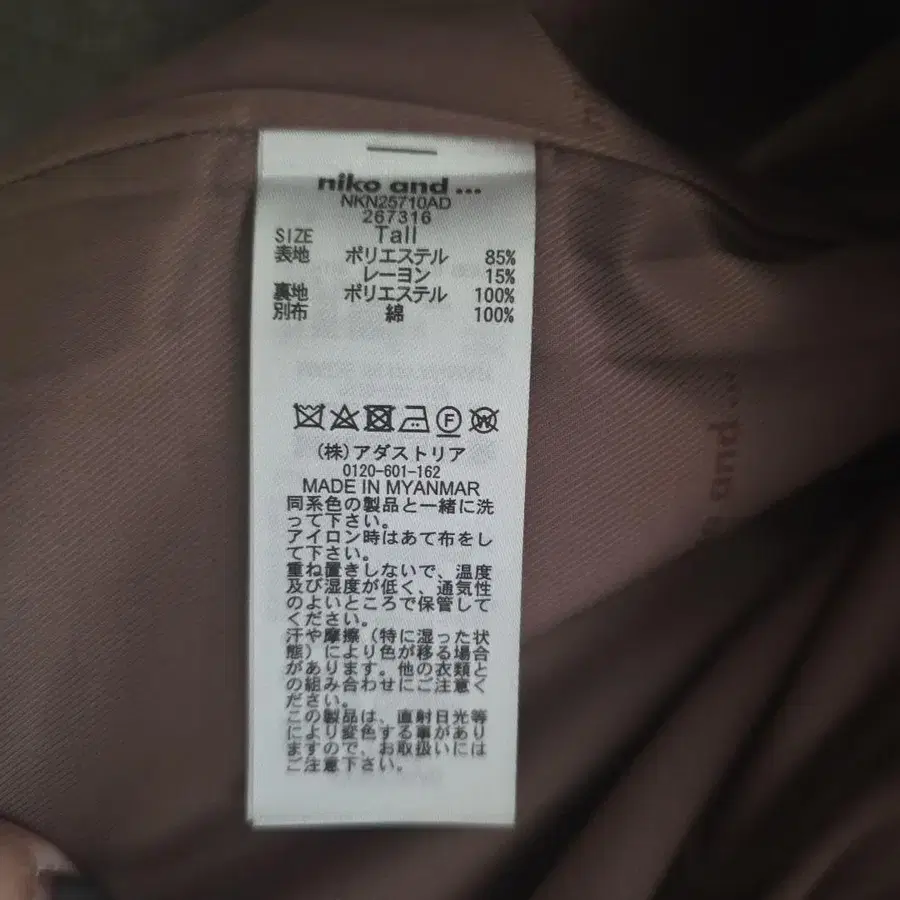 niko and ...
NKN25710AD
267316
SIZE Tall
表地 ポリエステル 85%
レーヨン 15%
裏地 ポリエステル 100%
別布 綿 100%
F W
(株)アダストリア
0120-601-162
MADE IN MYANMAR
同系色の製品と一緒に洗
って下さい。
アイロン時はあて布をし
て下さい。
重ね置きしないで、温度
及び湿度が低く、通気性
のよいところで保管して
ください。
汗や摩擦(特に湿った状
態)により色が移る場合
があります。他の衣類と
の組み合わせにご注意く
ださい。
この製品は、直射日光等
により変色する事があり
ますので、お取扱いには
ご注意下さい。
and ...